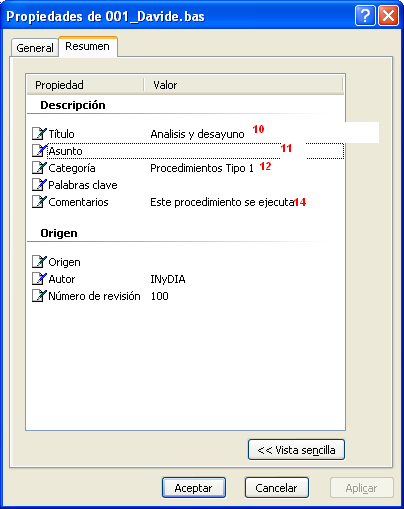 Propiedades de 001_Davide.bas
General Resumen
Propiedad Valor
Descripción
Título Analisis y desayuno 10
Asunto 11
Categoría Procedimientos Tipo 1 12
Palabras clave
Comentarios Este procedimiento se ejecuta 14
Origen
Origen
Autor INyDIA
Número de revisión 100
<< Vista sencilla
Aceptar Cancelar Aplicar